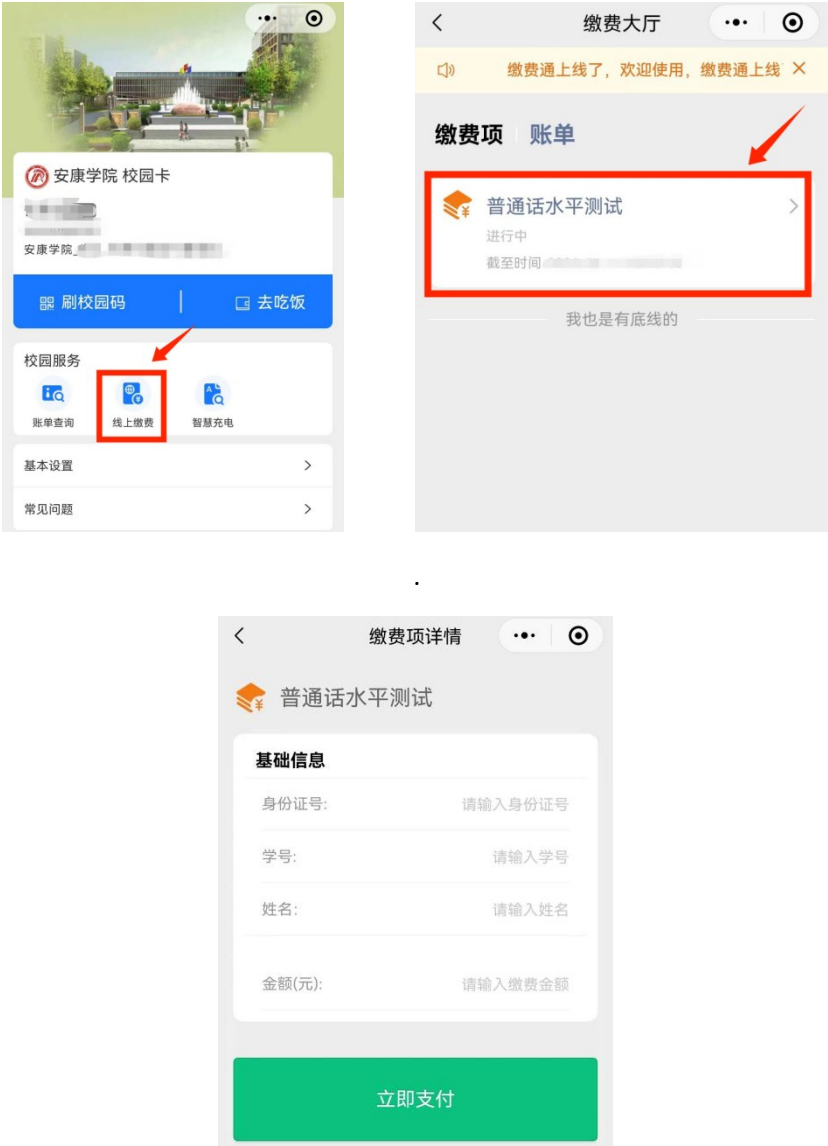 安康学院 校园卡
安康学院_
刷校园码
去吃饭
校园服务
账单查询
线上缴费
智慧充电
基本设置
常见问题
缴费大厅
缴费通上线了，欢迎使用，缴费通上线
缴费项 账单
普通话水平测试
进行中
截至时间
我也是有底线的
.
缴费项详情
普通话水平测试
基础信息
身份证号: 请输入身份证号
学号: 请输入学号
姓名: 请输入姓名
金额(元): 请输入缴费金额
立即支付